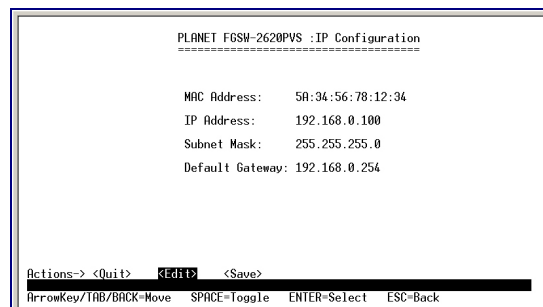 PLANET FGSW-2620PVS :IP Configuration
=====================================
MAC Address: 5A:34:56:78:12:34
IP Address: 192.168.0.100
Subnet Mask: 255.255.255.0
Default Gateway: 192.168.0.254
Actions-> <Quit> <Edit> <Save>
ArrowKey/TAB/BACK=Move SPACE=Toggle ENTER=Select ESC=Back